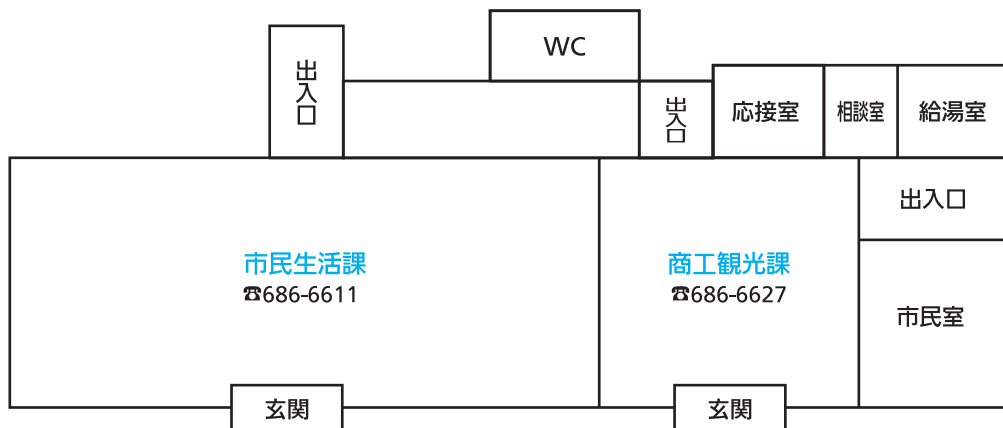 WC
出入口
出入口
応接室
相談室
給湯室
出入口
市民生活課
☎686-6611
商工観光課
☎686-6627
市民室
玄関
玄関